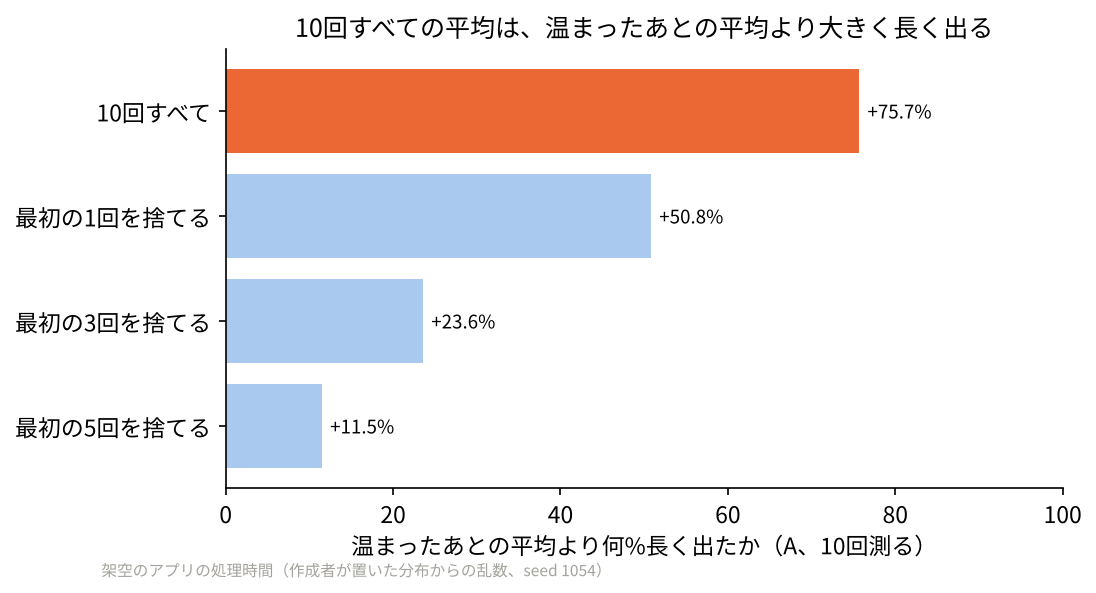 10回すべての平均は、温まったあとの平均より大きく長く出る
10回すべて
+75.7%
最初の1回を捨てる
+50.8%
最初の3回を捨てる
+23.6%
最初の5回を捨てる
+11.5%
0 20 40 60 80 100
温まったあとの平均より何%長く出たか（A、10回測る）
架空のアプリの処理時間（作成者が置いた分布からの乱数、seed 1054）